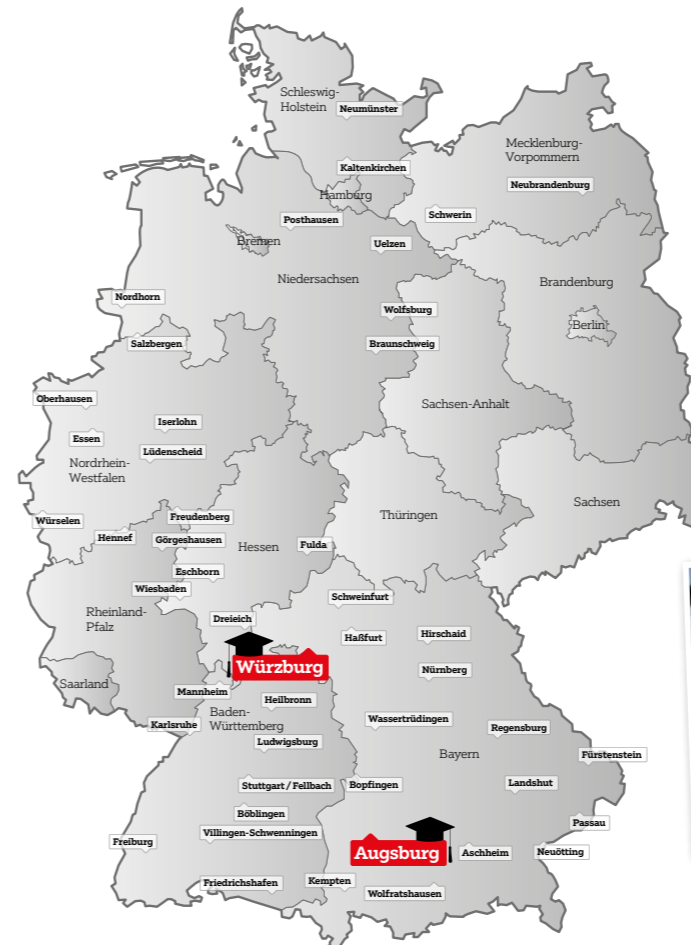 Schleswig-
Holstein
Neumünster
Mecklenburg-
Vorpommern
Kaltenkirchen
Neubrandenburg
Hamburg
Posthausen
Schwerin
Bremen
Uelzen
Niedersachsen
Brandenburg
Nordhorn
Wolfsburg
Berlin
Salzbergen
Braunschweig
Oberhausen
Sachsen-Anhalt
Iserlohn
Essen
Lüdenscheid
Nordrhein-
Westfalen
Sachsen
Thüringen
Würselen
Freudenberg
Hennef
Görgeshausen
Hessen
Fulda
Eschborn
Wiesbaden
Schweinfurt
Rheinland-
Pfalz
Dreieich
Haßfurt
Hirschaid
Würzburg
Nürnberg
Saarland
Mannheim
Heilbronn
Baden-
Württemberg
Karlsruhe
Wassertrüdingen
Regensburg
Ludwigsburg
Bayern
Fürstenstein
Stuttgart / Fellbach
Bopfingen
Landshut
Böblingen
Passau
Villingen-Schwenningen
Freiburg
Augsburg
Aschheim
Neuötting
Friedrichshafen
Kempten
Wolfratshausen